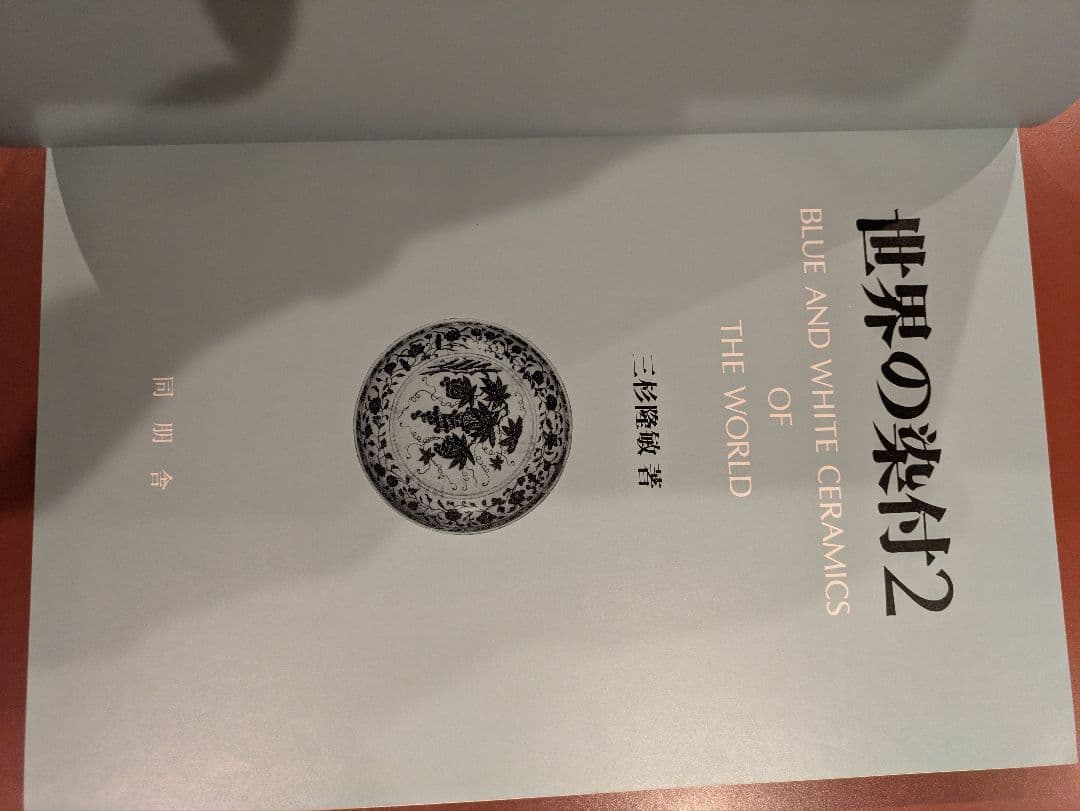 世界の染付2
BLUE AND WHITE CERAMICS
OF
THE WORLD
三杉隆敏 著
同朋舎